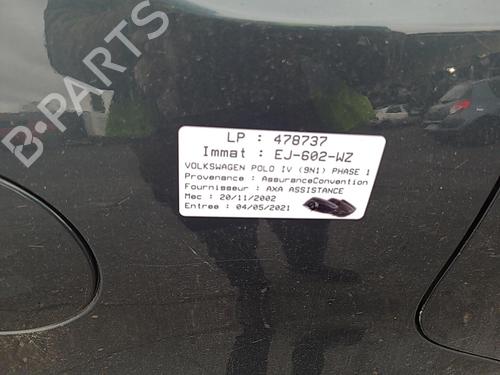 B-PARTS
LP : 478737
Immat : EJ-602-WZ
VOLKSWAGEN POLO IV (9N1) PHASE 1
Provenance : AssuranceConvention
Fournisseur : AXA ASSISTANCE
Mec : 20/11/2002
Entree : 04/05/2021